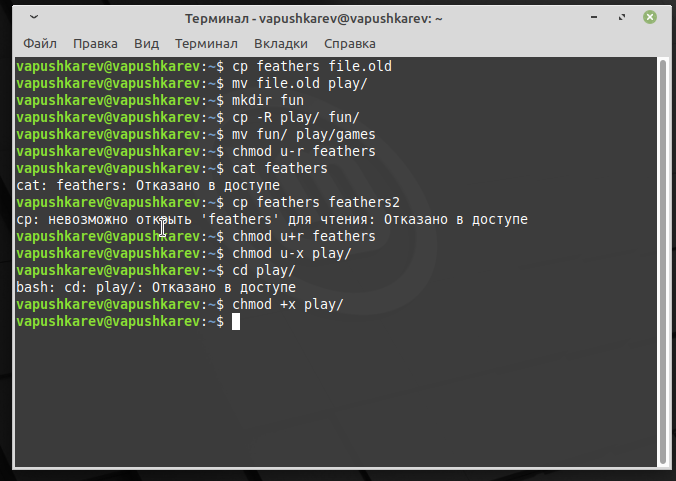 Терминал - vapushkarev@vapushkarev: ~
Файл Правка Вид Терминал Вкладки Справка
vapushkarev@vapushkarev:~$ cp feathers file.old
vapushkarev@vapushkarev:~$ mv file.old play/
vapushkarev@vapushkarev:~$ mkdir fun
vapushkarev@vapushkarev:~$ cp -R play/ fun/
vapushkarev@vapushkarev:~$ mv fun/ play/games
vapushkarev@vapushkarev:~$ chmod u-r feathers
vapushkarev@vapushkarev:~$ cat feathers
cat: feathers: Отказано в доступе
vapushkarev@vapushkarev:~$ cp feathers feathers2
cp: невозможно открыть 'feathers' для чтения: Отказано в доступе
vapushkarev@vapushkarev:~$ chmod u+r feathers
vapushkarev@vapushkarev:~$ chmod u-x play/
vapushkarev@vapushkarev:~$ cd play/
bash: cd: play/: Отказано в доступе
vapushkarev@vapushkarev:~$ chmod +x play/
vapushkarev@vapushkarev:~$